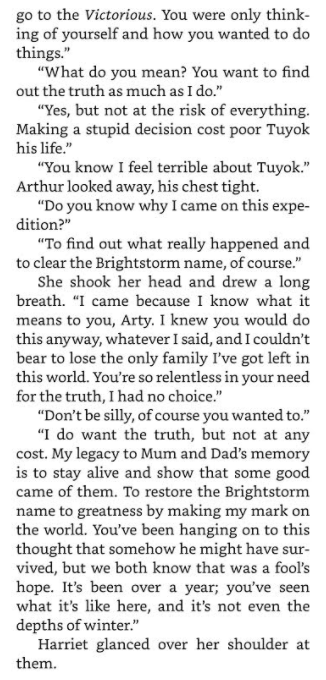 go to the Victorious. You were only think-
ing of yourself and how you wanted to do
things.”
“What do you mean? You want to find
out the truth as much as I do.”
“Yes, but not at the risk of everything.
Making a stupid decision cost poor Tuyok
his life.”
“You know I feel terrible about Tuyok.”
Arthur looked away, his chest tight.
“Do you know why I came on this expe-
dition?”
“To find out what really happened and
to clear the Brightstorm name, of course.”
She shook her head and drew a long
breath. “I came because I know what it
means to you, Arty. I knew you would do
this anyway, whatever I said, and I couldn’t
bear to lose the only family I’ve got left in
this world. You’re so relentless in your need
for the truth, I had no choice.”
“Don’t be silly, of course you wanted to.”
“I do want the truth, but not at any
cost. My legacy to Mum and Dad’s memory
is to stay alive and show that some good
came of them. To restore the Brightstorm
name to greatness by making my mark on
the world. You’ve been hanging on to this
thought that somehow he might have sur-
vived, but we both know that was a fool’s
hope. It’s been over a year; you’ve seen
what it’s like here, and it’s not even the
depths of winter.”
Harriet glanced over her shoulder at
them.